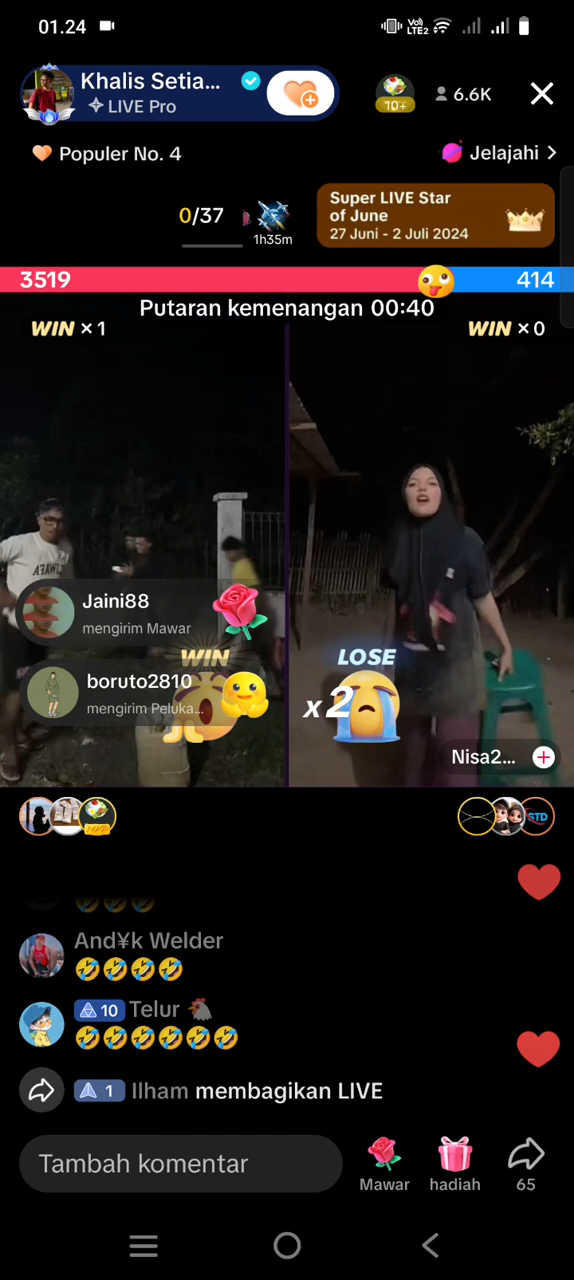 01.24
Vo)
LTE2
Khalis Setia...
LIVE Pro
10+
6.6K
Populer No. 4
Jelajahi >
0/37
1h35m
Super LIVE Star
of June
27 Juni - 2 Juli 2024
3519
414
Putaran kemenangan 00:40
WIN × 1
WIN × 0
Jaini88
mengirim Mawar
WIN
LOSE
boruto2810
mengirim Peluka...
x2
Nisa2...
STD
And¥k Welder
🤣🤣🤣🤣
10 Telur 🐔
🤣🤣🤣🤣🤣🤣
1 Ilham membagikan LIVE
Tambah komentar
Mawar
hadiah
65